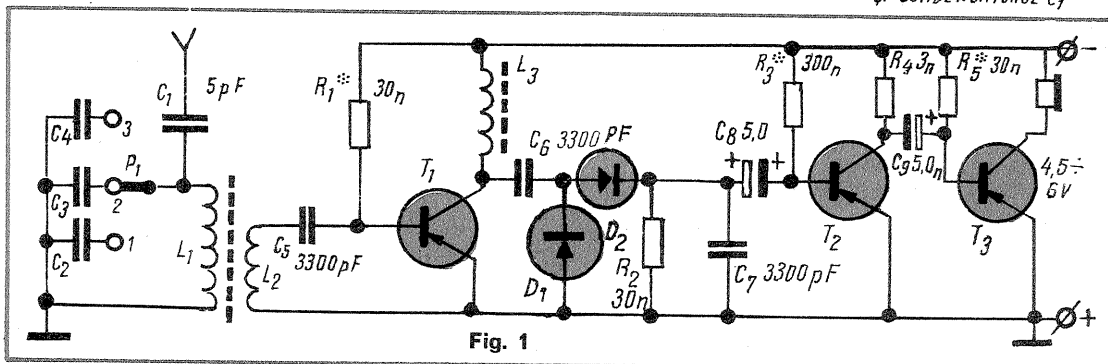 C1 5pF
C4 3
P1
C3 2
C2 1
L1
L2
C5 3300pF
R1* 30n
T1
L3
C6 3300 PF
D1
D2
R2 30n
C7 3300pF
C8 5,0
+ +
R3* 300n
T2
R4 3n
C9 5,0n
+
R5* 30n
T3
4,5÷
6V
-
+
Fig. 1